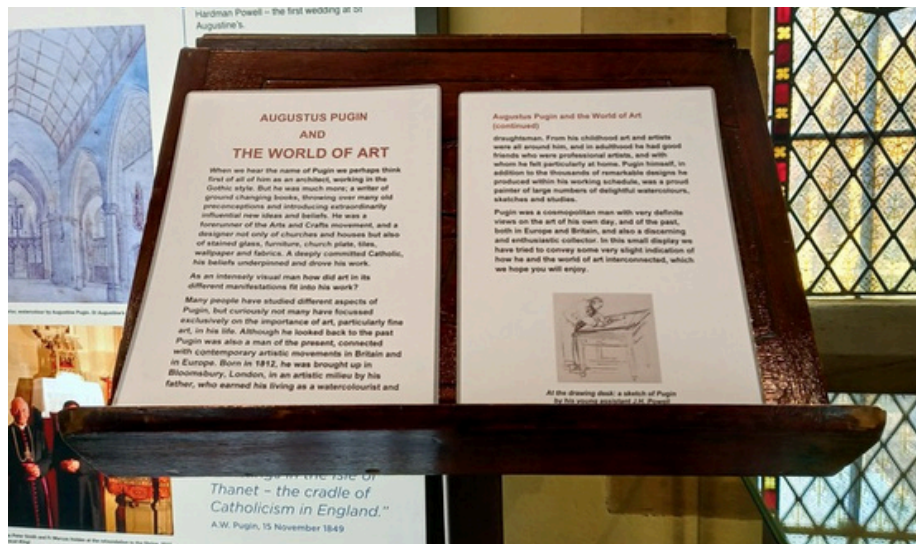 Hardman Powell – the first wedding at St
Augustine's.
AUGUSTUS PUGIN
AND
THE WORLD OF ART
When we hear the name of Pugin we perhaps think
first of all of him as an architect, working in the
Gothic style. But he was much more; a writer of
ground changing books, throwing over many old
preconceptions and introducing extraordinarily
influential new ideas and beliefs. He was a
forerunner of the Arts and Crafts movement, and a
designer not only of churches and houses but also
of stained glass, furniture, church plate, tiles,
wallpaper and fabrics. A deeply committed Catholic,
his beliefs underpinned and drove his work.
As an intensely visual man how did art in its
different manifestations fit into his work?
Many people have studied different aspects of
Pugin, but curiously not many have focussed
exclusively on the importance of art, particularly fine
art, in his life. Although he looked back to the past
Pugin was also a man of the present, connected
with contemporary artistic movements in Britain and
in Europe. Born in 1812, he was brought up in
Bloomsbury, London, in an artistic milieu by his
father, who earned his living as a watercolourist and
Augustus Pugin and the World of Art
(continued)
draughtsman. From his childhood art and artists
were all around him, and in adulthood he had good
friends who were professional artists, and with
whom he felt particularly at home. Pugin himself, in
addition to the thousands of remarkable designs he
produced within his working schedule, was a proud
painter of large numbers of delightful watercolours,
sketches and studies.
Pugin was a cosmopolitan man with very definite
views on the art of his own day, and of the past,
both in Europe and Britain, and also a discerning
and enthusiastic collector. In this small display we
have tried to convey some very slight indication of
how he and the world of art interconnected, which
we hope you will enjoy.
At the drawing desk: a sketch of Pugin
by his young assistant J.H. Powell
in the Isle of
Thanet – the cradle of
Catholicism in England."
A.W. Pugin, 15 November 1849